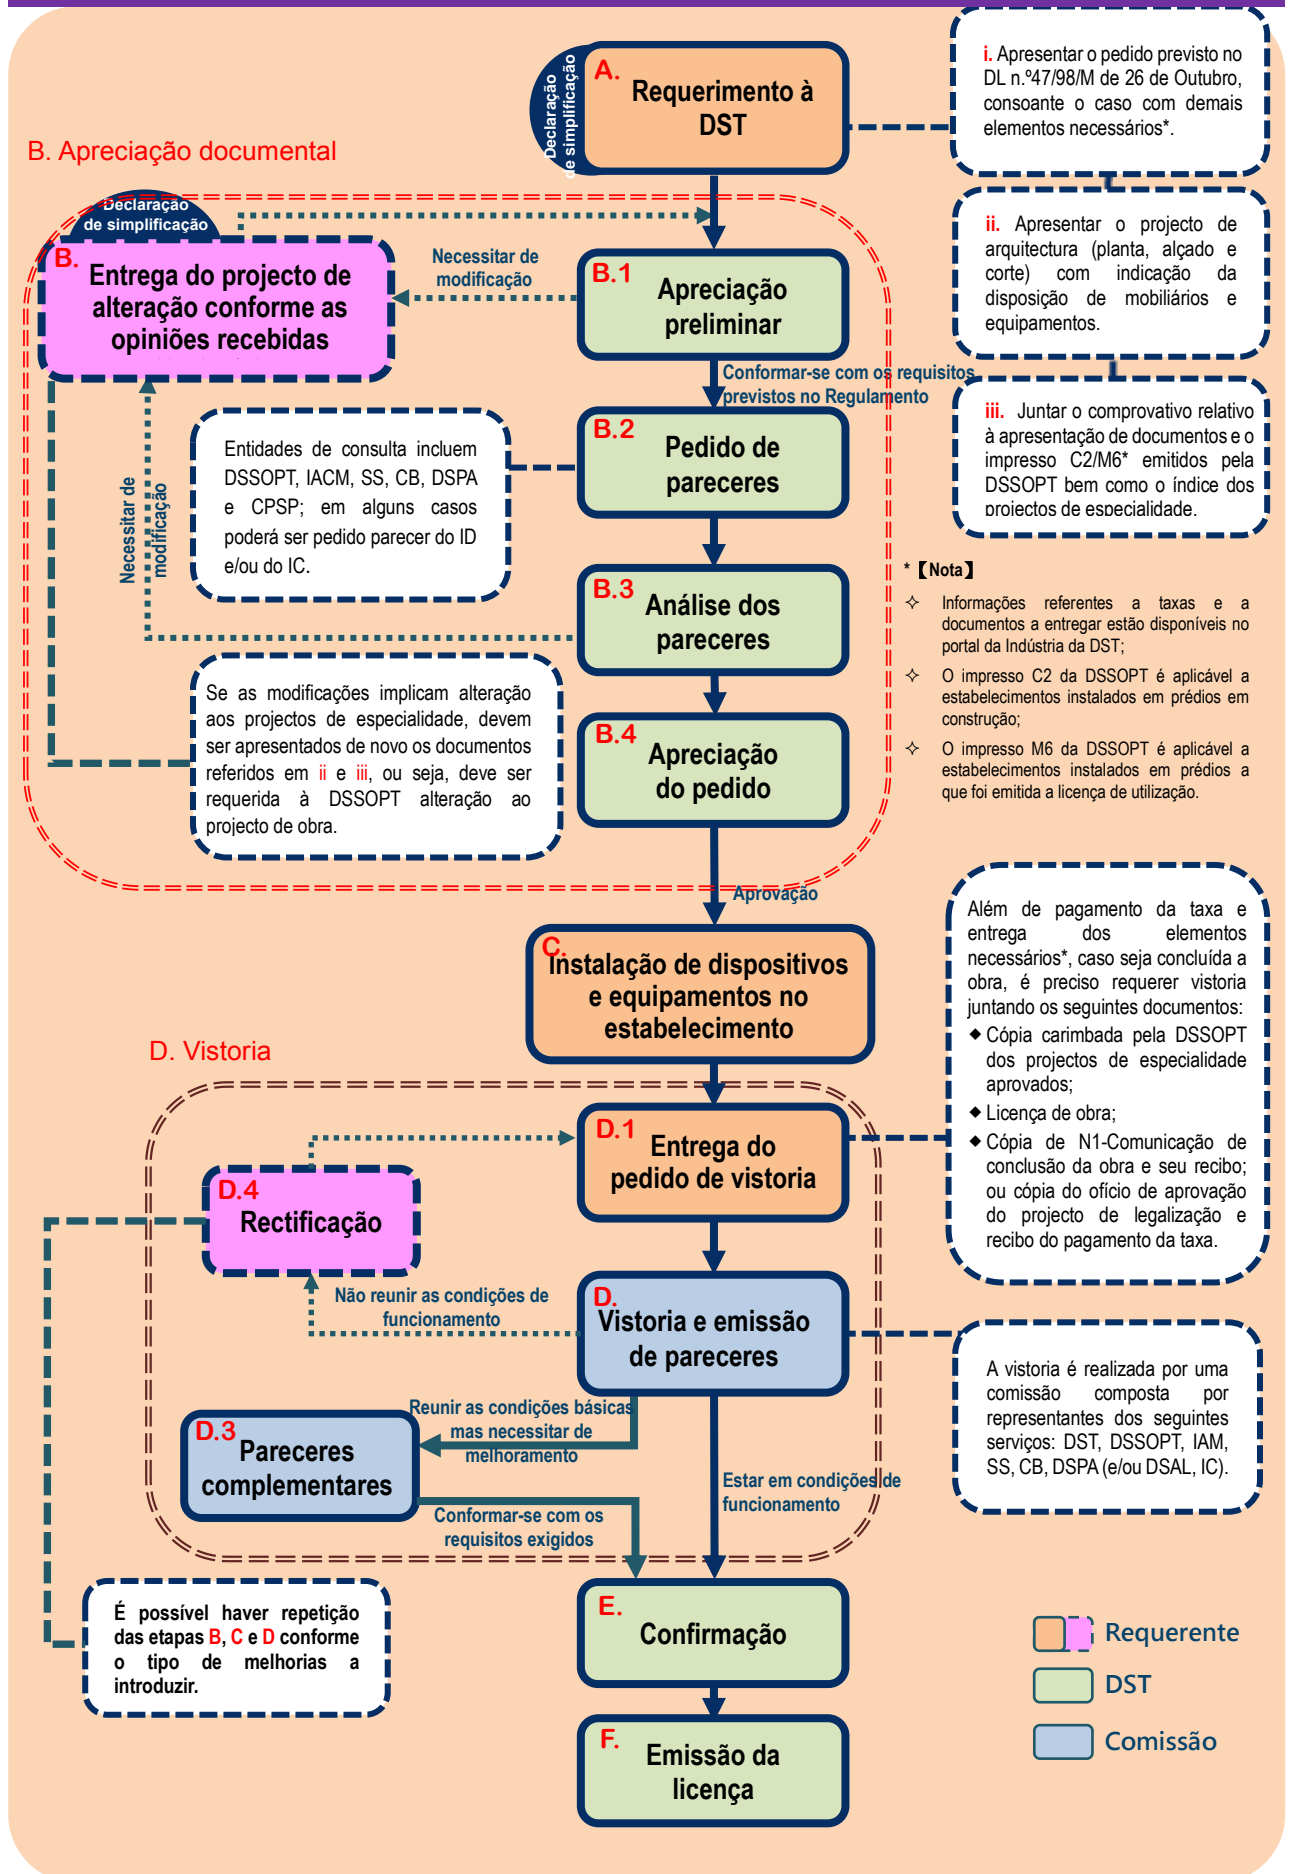 Declaração
de simplificação
A.
Requerimento à
DST
i. Apresentar o pedido previsto no
DL n.º47/98/M de 26 de Outubro,
consoante o caso com demais
elementos necessários*.
B. Apreciação documental
Declaração
de simplificação
B.
Entrega do projecto de
alteração conforme as
opiniões recebidas
Necessitar de
modificação
B.1
Apreciação
preliminar
ii. Apresentar o projecto de
arquitectura (planta, alçado e
corte) com indicação da
disposição de mobiliários e
equipamentos.
Conformar-se com os requisitos
previstos no Regulamento
iii. Juntar o comprovativo relativo
à apresentação de documentos e o
impresso C2/M6* emitidos pela
DSSOPT bem como o índice dos
projectos de especialidade.
Entidades de consulta incluem
DSSOPT, IACM, SS, CB, DSPA
e CPSP; em alguns casos
poderá ser pedido parecer do ID
e/ou do IC.
B.2
Pedido de
pareceres
Necessitar de
modificação
B.3
Análise dos
pareceres
* 【Nota】
✧ Informações referentes a taxas e a
documentos a entregar estão disponíveis no
portal da Indústria da DST;
✧ O impresso C2 da DSSOPT é aplicável a
estabelecimentos instalados em prédios em
construção;
✧ O impresso M6 da DSSOPT é aplicável a
estabelecimentos instalados em prédios a
que foi emitida a licença de utilização.
Se as modificações implicam alteração
aos projectos de especialidade, devem
ser apresentados de novo os documentos
referidos em ii e iii, ou seja, deve ser
requerida à DSSOPT alteração ao
projecto de obra.
B.4
Apreciação
do pedido
Aprovação
C.
Instalação de dispositivos
e equipamentos no
estabelecimento
Além de pagamento da taxa e
entrega dos elementos
necessários*, caso seja concluída a
obra, é preciso requerer vistoria
juntando os seguintes documentos:
◆ Cópia carimbada pela DSSOPT
dos projectos de especialidade
aprovados;
◆ Licença de obra;
◆ Cópia de N1-Comunicação de
conclusão da obra e seu recibo;
ou cópia do ofício de aprovação
do projecto de legalização e
recibo do pagamento da taxa.
D. Vistoria
D.1
Entrega do
pedido de vistoria
D.4
Rectificação
Não reunir as condições de
funcionamento
D.
Vistoria e emissão
de pareceres
A vistoria é realizada por uma
comissão composta por
representantes dos seguintes
serviços: DST, DSSOPT, IAM,
SS, CB, DSPA (e/ou DSAL, IC).
Reunir as condições básicas
mas necessitar de
melhoramento
D.3
Pareceres
complementares
Estar em condições de
funcionamento
Conformar-se com os
requisitos exigidos
É possível haver repetição
das etapas B, C e D conforme
o tipo de melhorias a
introduzir.
E.
Confirmação
F.
Emissão da
licença
Requerente
DST
Comissão